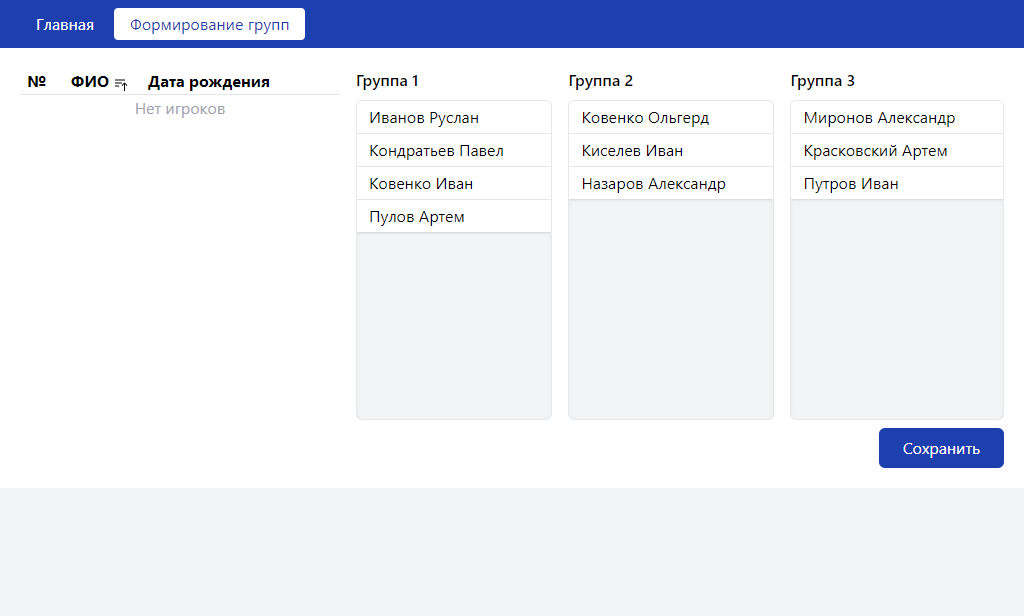 Главная
Формирование групп
№ ФИО Дата рождения
Нет игроков
Группа 1
Иванов Руслан
Кондратьев Павел
Ковенко Иван
Пулов Артем
Группа 2
Ковенко Ольгерд
Киселев Иван
Назаров Александр
Группа 3
Миронов Александр
Красковский Артем
Путров Иван
Сохранить